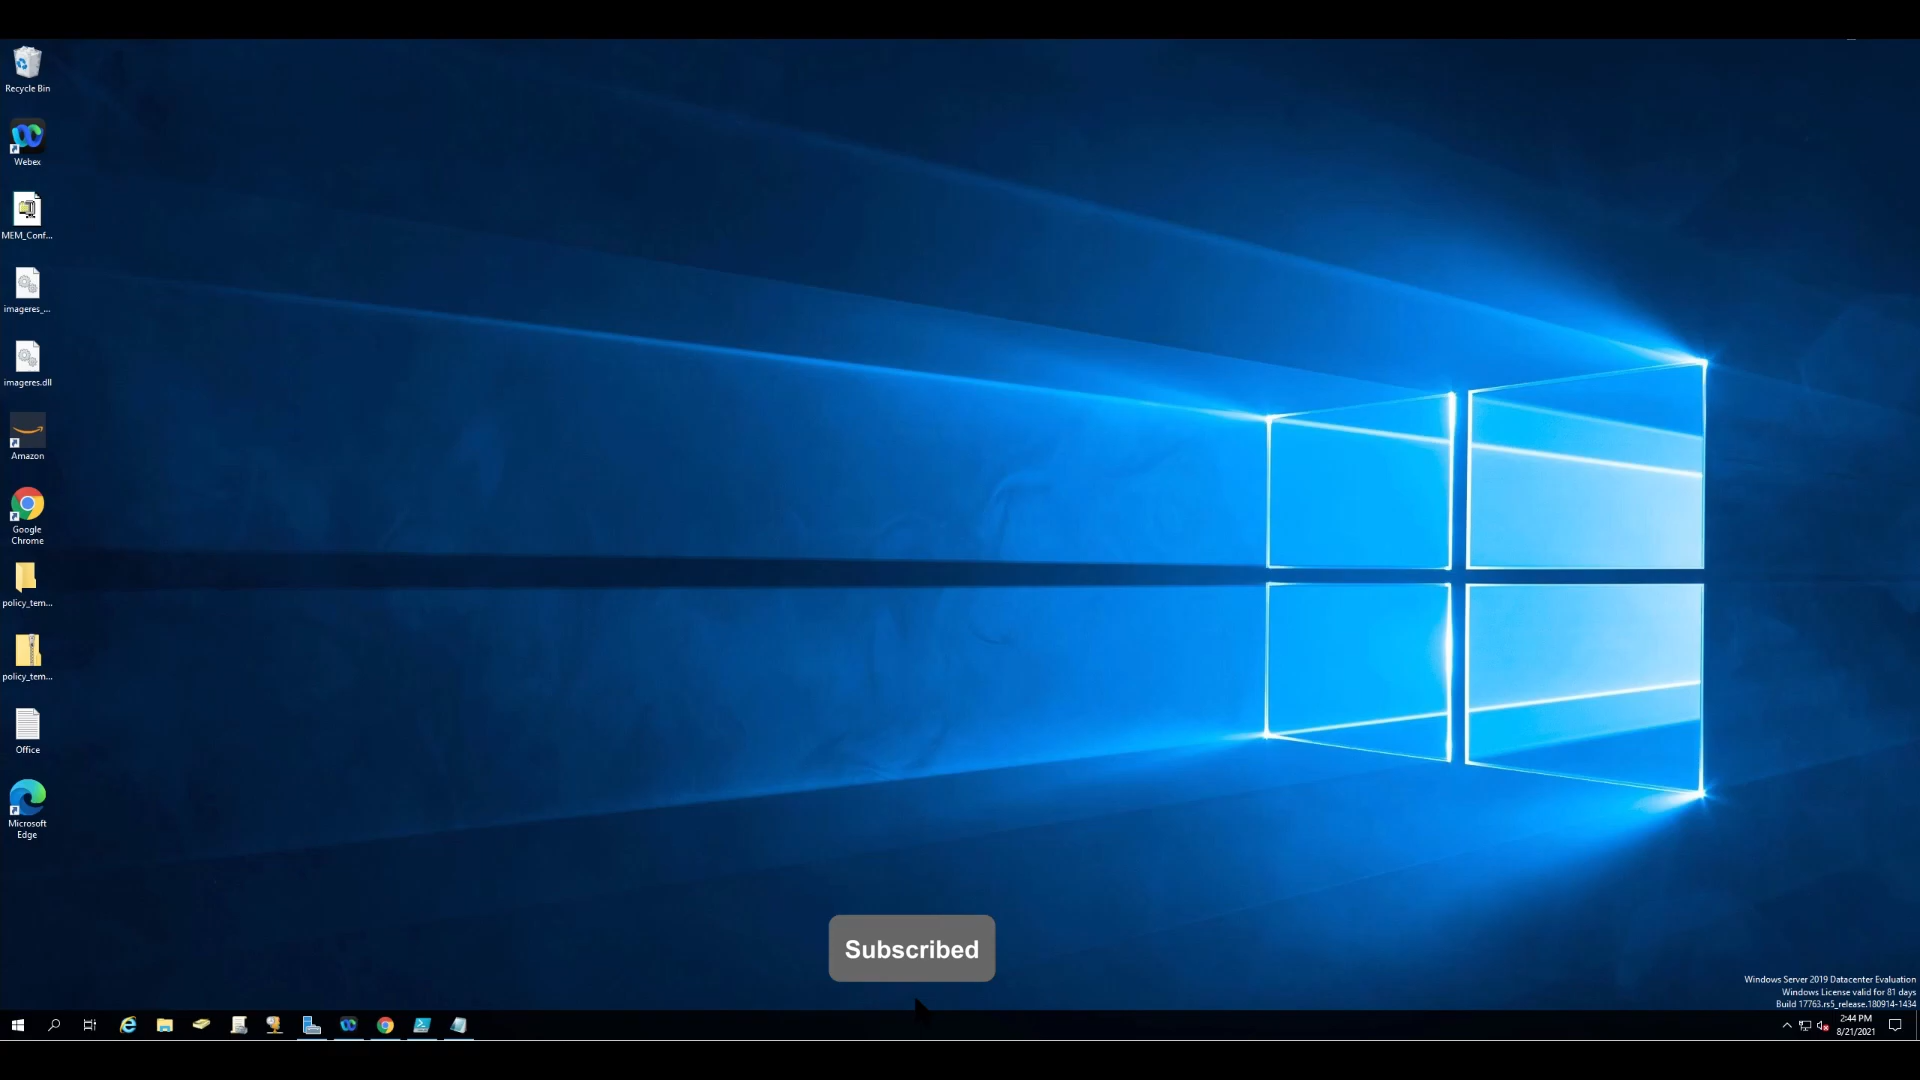 Recycle Bin
Webex
MEM_Conf...
imageres_...
imageres.dll
Amazon
Google
Chrome
policy_tem...
policy_tem...
Office
Microsoft
Edge
Subscribed
Windows Server 2019 Datacenter Evaluation
Windows License valid for 81 days
Build 17763.rs5_release.180914-1434
2:44 PM
8/21/2021